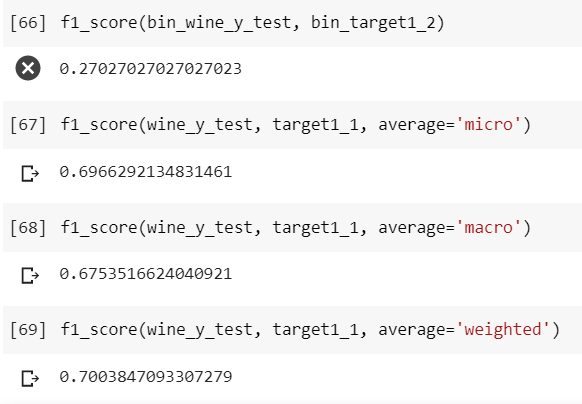 [66] f1_score(bin_wine_y_test, bin_target1_2)
0.27027027027027023
[67] f1_score(wine_y_test, target1_1, average='micro')
0.6966292134831461
[68] f1_score(wine_y_test, target1_1, average='macro')
0.6753516624040921
[69] f1_score(wine_y_test, target1_1, average='weighted')
0.7003847093307279